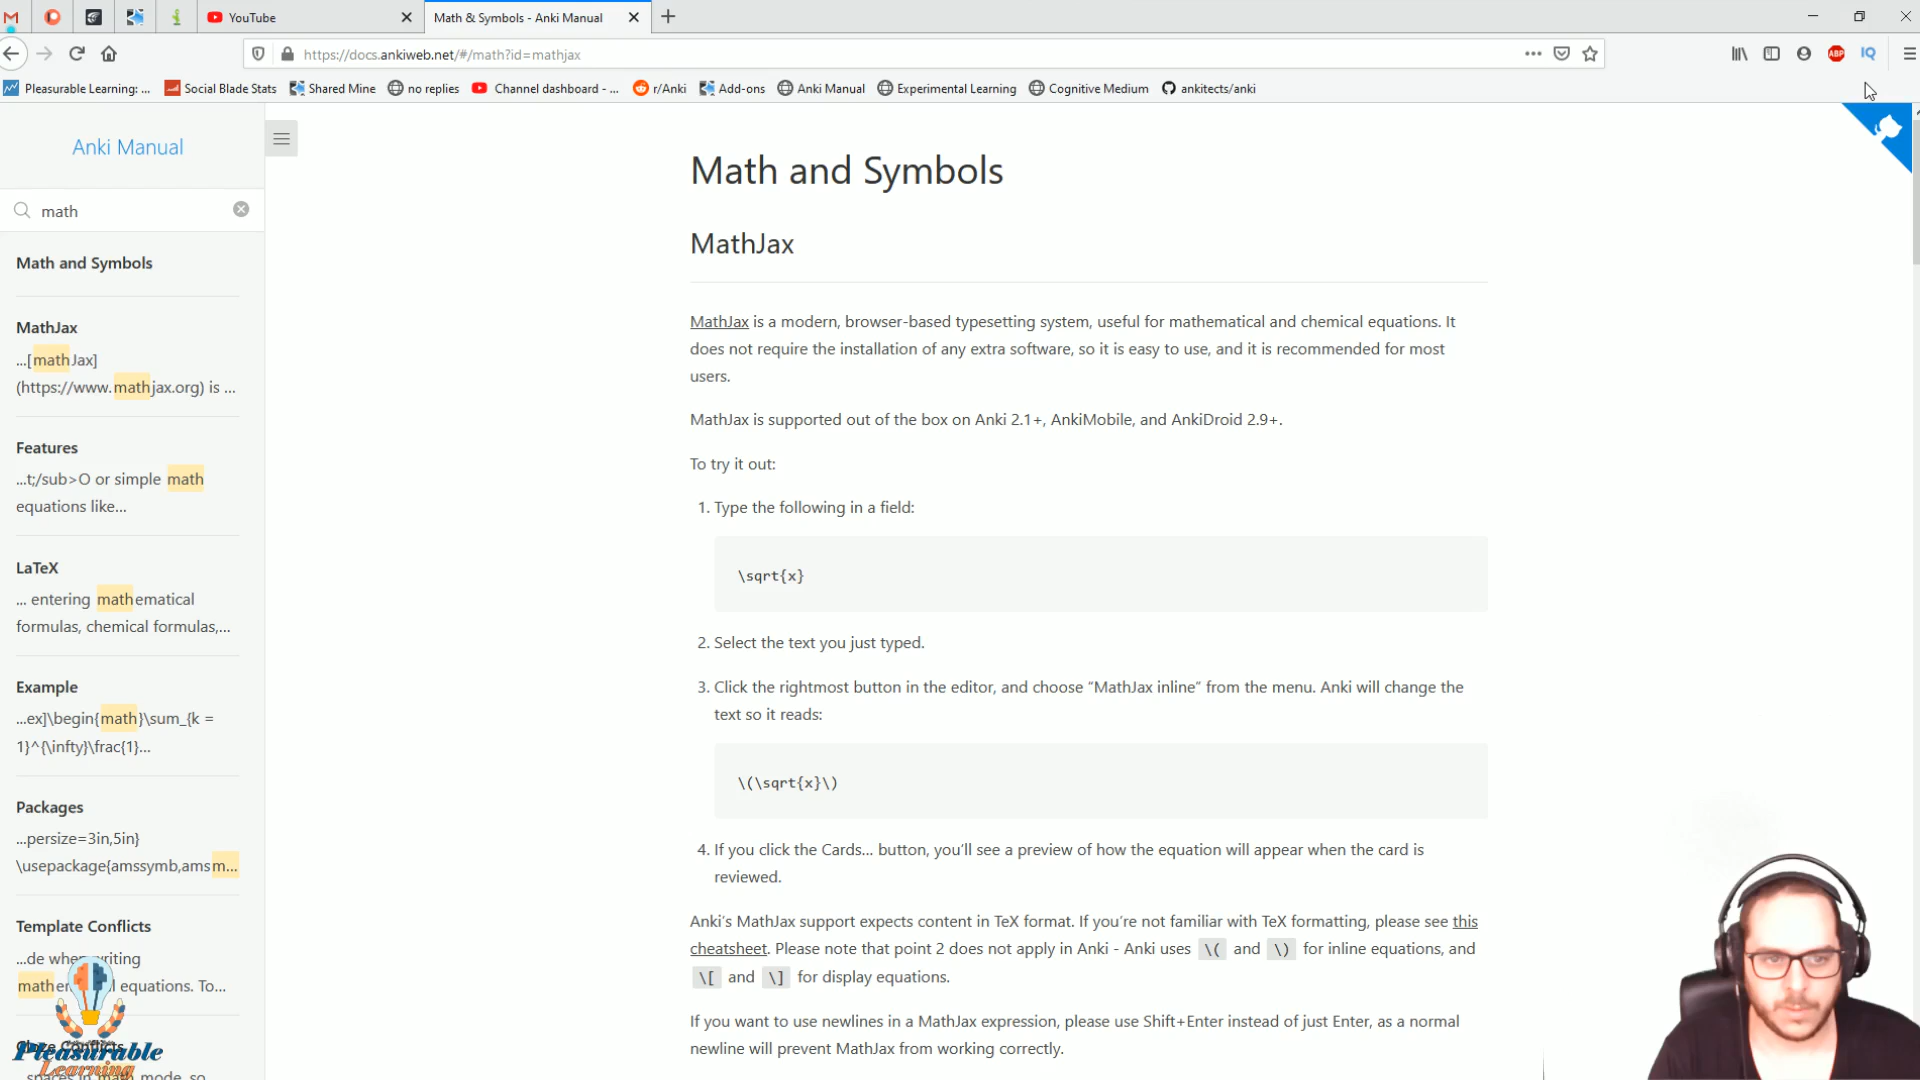 YouTube
Math & Symbols - Anki Manual
https://docs.ankiweb.net/#/math?id=mathjax
ABP
IQ
Pleasurable Learning: ...
Social Blade Stats
Shared Mine
no replies
Channel dashboard - ...
r/Anki
Add-ons
Anki Manual
Experimental Learning
Cognitive Medium
ankitects/anki
Anki Manual
math
Math and Symbols
MathJax
...[mathJax]
(https://www.mathjax.org) is ...
Features
...t;/sub>O or simple math
equations like...
LaTeX
... entering mathematical
formulas, chemical formulas,...
Example
...ex]\begin{math}\sum_{k =
1}^{\infty}\frac{1}...
Packages
...persize=3in,5in}
\usepackage{amssymb,amsm...
Template Conflicts
...de when writing
mathematical equations. To...
Cloze Conflicts
Pleasurable
Learning
Math and Symbols
MathJax
MathJax is a modern, browser-based typesetting system, useful for mathematical and chemical equations. It
does not require the installation of any extra software, so it is easy to use, and it is recommended for most
users.
MathJax is supported out of the box on Anki 2.1+, AnkiMobile, and AnkiDroid 2.9+.
To try it out:
1. Type the following in a field:
\sqrt{x}
2. Select the text you just typed.
3. Click the rightmost button in the editor, and choose “MathJax inline” from the menu. Anki will change the
text so it reads:
\(\sqrt{x}\)
4. If you click the Cards… button, you’ll see a preview of how the equation will appear when the card is
reviewed.
Anki’s MathJax support expects content in TeX format. If you’re not familiar with TeX formatting, please see this
cheatsheet. Please note that point 2 does not apply in Anki - Anki uses \( and \) for inline equations, and
\[ and \] for display equations.
If you want to use newlines in a MathJax expression, please use Shift+Enter instead of just Enter, as a normal
newline will prevent MathJax from working correctly.